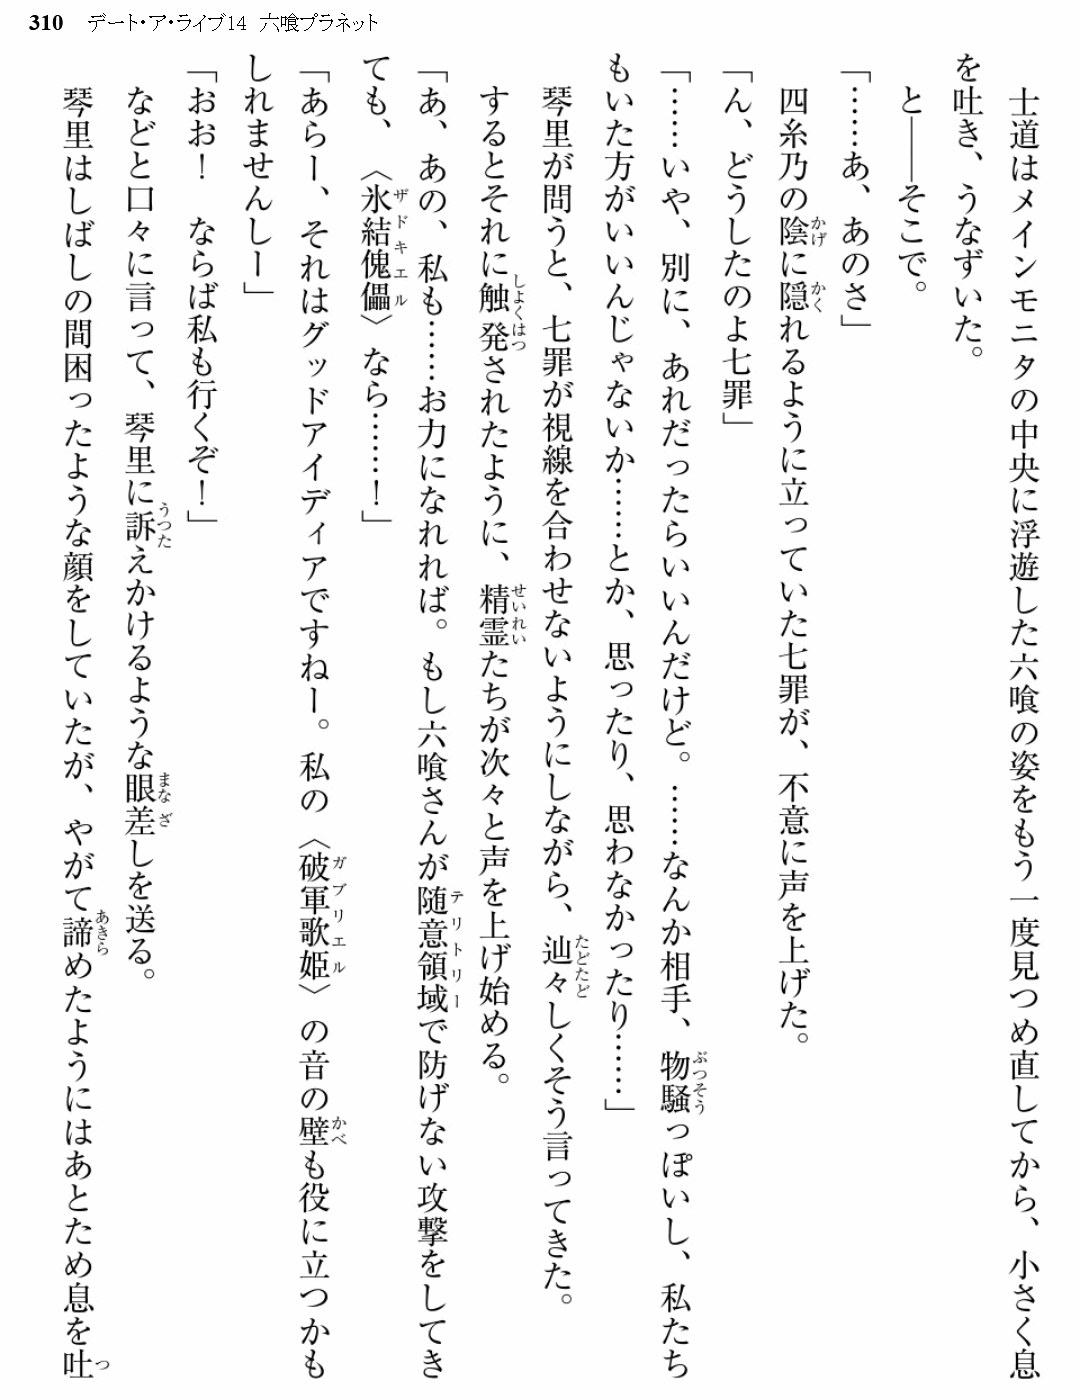 310 デート・ア・ライブ14 六喰プラネット
士道はメインモニタの中央に浮遊した六喰の姿をもう一度見つめ直してから、小さく息
を吐き、うなずいた。
と――そこで。
「……あ、あのさ」
四糸乃の陰に隠れるように立っていた七罪が、不意に声を上げた。
「ん、どうしたのよ七罪」
「……いや、別に、あれだったらいいんだけど。……なんか相手、物騒っぽいし、私たち
もいた方がいいんじゃないか……とか、思ったり、思わなかったり……」
琴里が問うと、七罪が視線を合わせないようにしながら、辿々しくそう言ってきた。
するとそれに触発されたように、精霊たちが次々と声を上げ始める。
「あ、あの、私も……お力になれれば。もし六喰さんが随意領域で防げない攻撃をしてき
ても、〈氷結傀儡〉なら……！」
「あらー、それはグッドアイディアですねー。私の〈破軍歌姫〉の音の壁も役に立つかも
しれませんしー」
「おお！　ならば私も行くぞ！」
などと口々に言って、琴里に訴えかけるような眼差しを送る。
琴里はしばしの間困ったような顔をしていたが、やがて諦めたようにはあとため息を吐